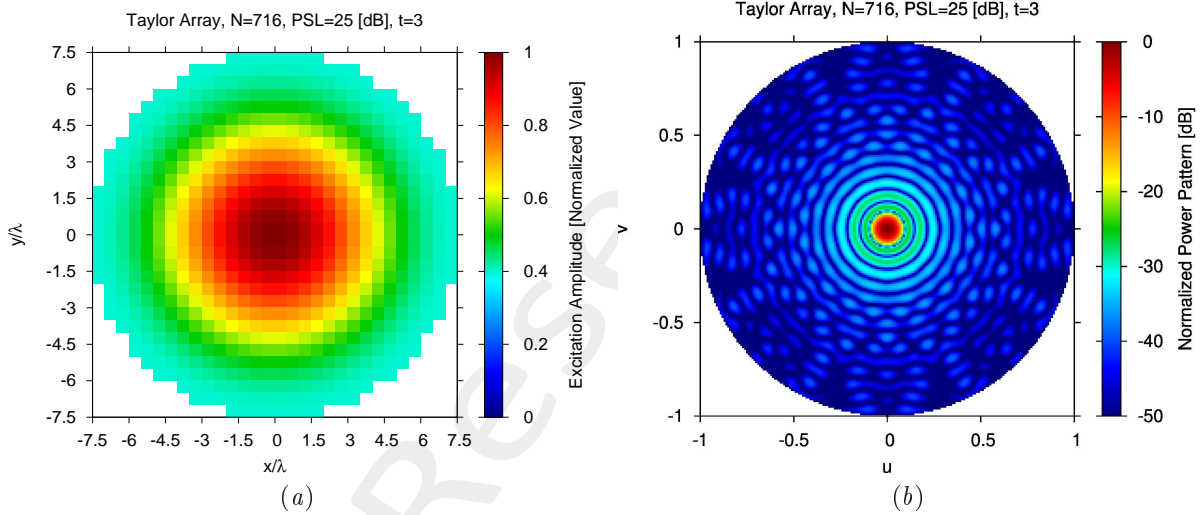 Taylor Array, N=716, PSL=25 [dB], t=3
7.5
6
4.5
3
1.5
0
-1.5
-3
-4.5
-6
-7.5
y/λ
-7.5 -6 -4.5 -3 -1.5 0 1.5 3 4.5 6 7.5
x/λ
1
0.8
0.6
0.4
0.2
0
Exicitation Amplitude [Normalized Value]
(a)
Taylor Array, N=716, PSL=25 [dB], t=3
1
0.5
0
-0.5
-1
v
-1 -0.5 0 0.5 1
u
0
-10
-20
-30
-40
-50
Normalized Power Pattern [dB]
(b)
Rese